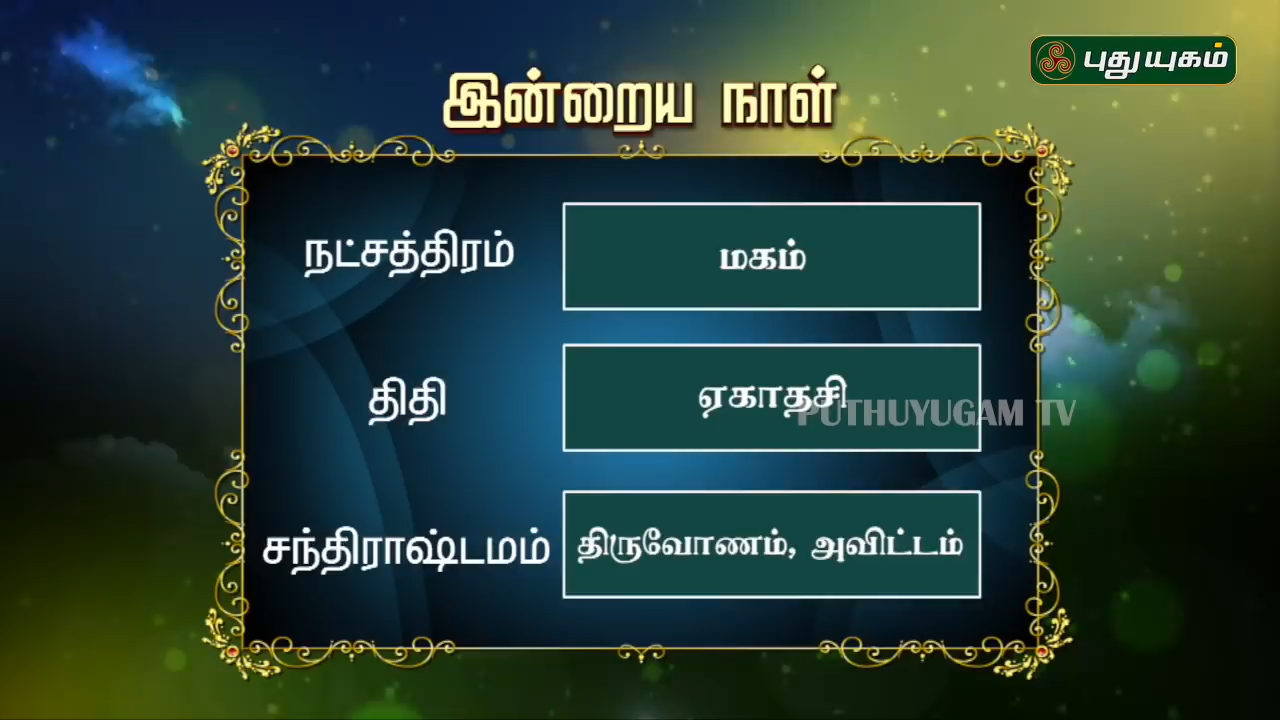 புதுயுகம்
இன்றைய நாள்
நட்சத்திரம் மகம்
திதி ஏகாதசி
PUTHUYUGAM TV
சந்திராஷ்டமம் திருவோணம், அவிட்டம்